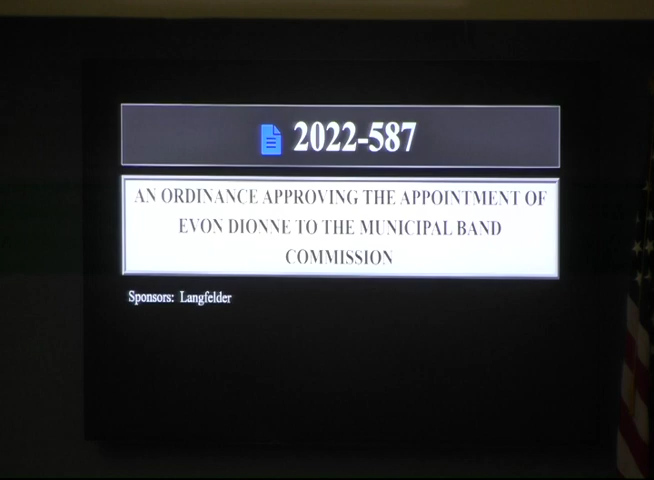 2022-587
AN ORDINANCE APPROVING THE APPOINTMENT OF
EVON DIONNE TO THE MUNICIPAL BAND
COMMISSION
Sponsors: Langfelder